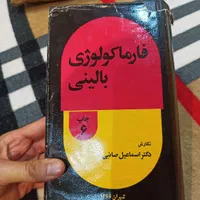 فارماکولوژی
بالینی
چاپ
۶
نگارش
دکتر اسماعیل صائبی
تهران